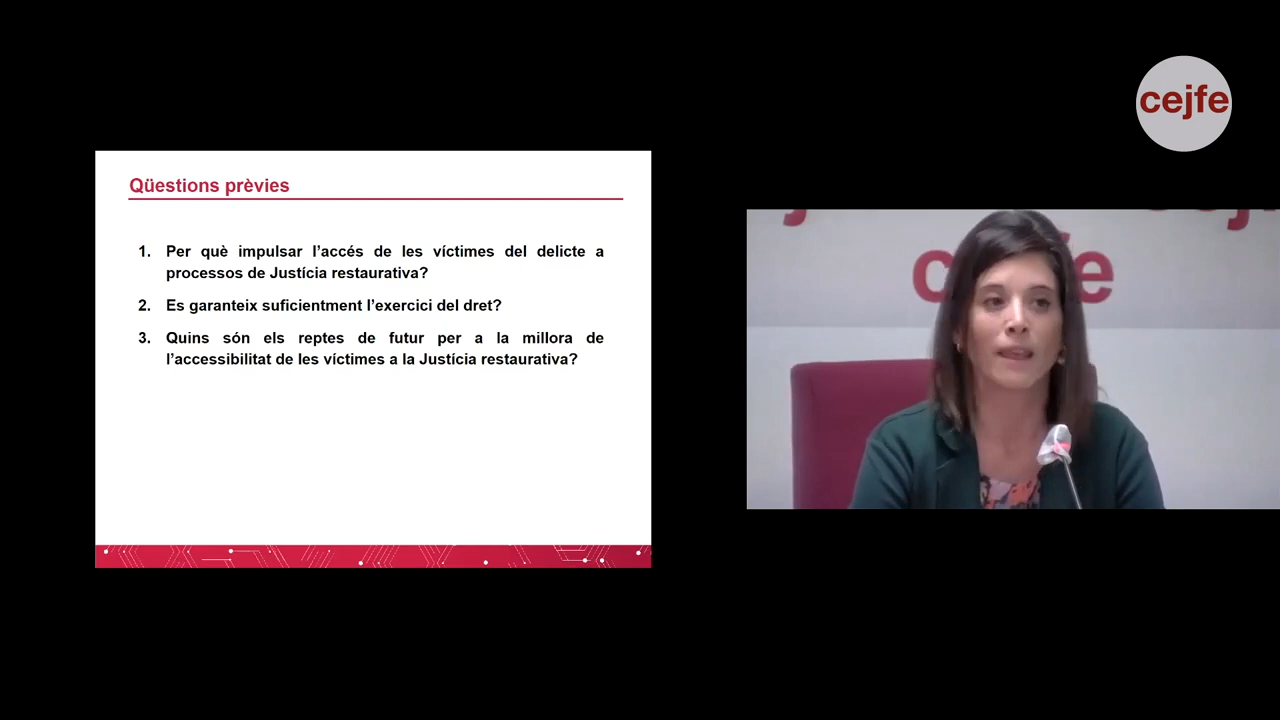 cejfe
Qüestions prèvies
1. Per què impulsar l’accés de les víctimes del delicte a
processos de Justícia restaurativa?
2. Es garanteix suficientment l’exercici del dret?
3. Quins són els reptes de futur per a la millora de
l’accessibilitat de les víctimes a la Justícia restaurativa?